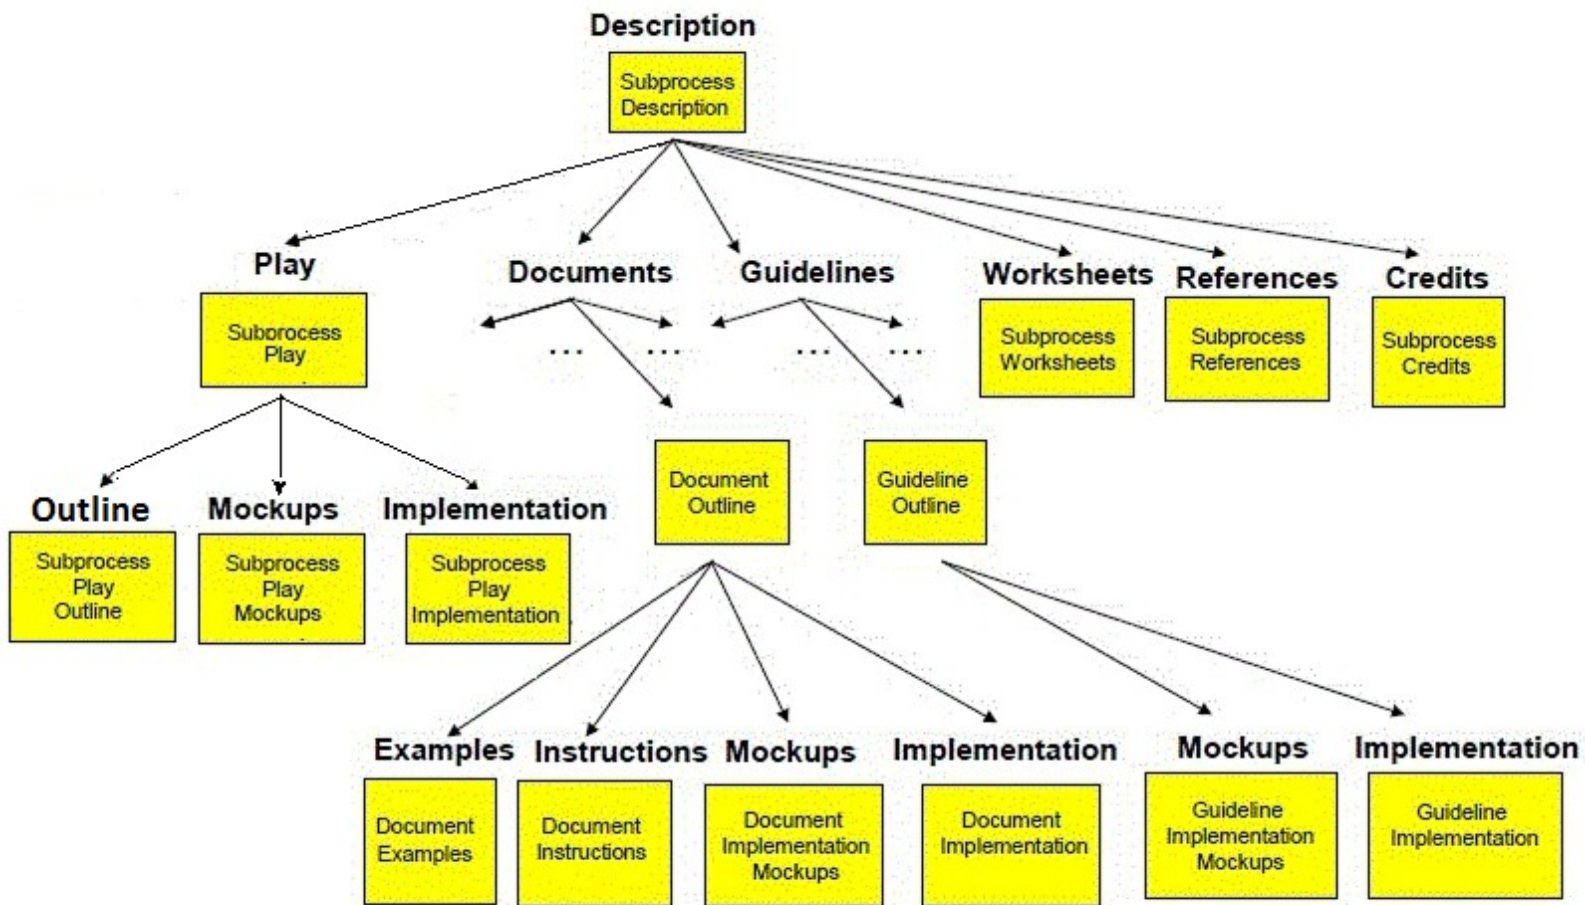 Description
Subprocess
Description
Play
Documents
Guidelines
Worksheets
References
Credits
Subprocess
Play
... ...
... ...
Subprocess
Worksheets
Subprocess
References
Subprocess
Credits
Document
Outline
Guideline
Outline
Outline
Mockups
Implementation
Subprocess
Play
Outline
Subprocess
Play
Mockups
Subprocess
Play
Implementation
Examples
Instructions
Mockups
Implementation
Mockups
Implementation
Document
Examples
Document
Instructions
Document
Implementation
Mockups
Document
Implementation
Guideline
Implementation
Mockups
Guideline
Implementation